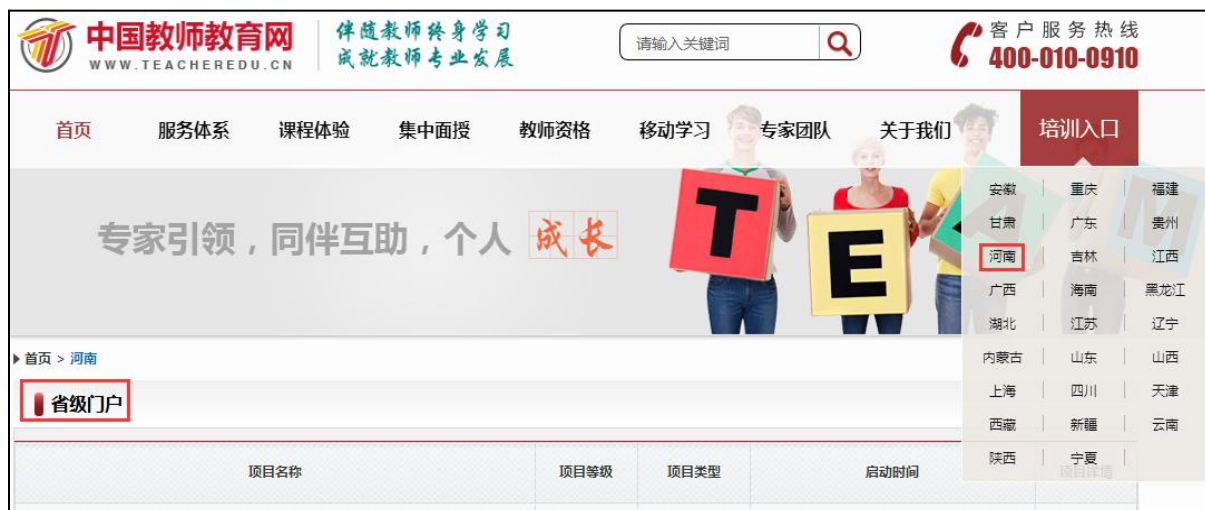 中国教师教育网
WWW.TEACHEREDU.CN
伴随教师终身学习
成就教师专业发展
请输入关键词
客户服务热线
400-010-0910
首页 服务体系 课程体验 集中面授 教师资格 移动学习 专家团队 关于我们 培训入口
专家引领，同伴互助，个人 成长
T E A M
安徽 重庆 福建
甘肃 广东 贵州
河南 吉林 江西
广西 海南 黑龙江
湖北 江苏 辽宁
内蒙古 山东 山西
上海 四川 天津
西藏 新疆 云南
陕西 宁夏
首页 > 河南
省级门户
项目名称 项目等级 项目类型 启动时间 项目详情